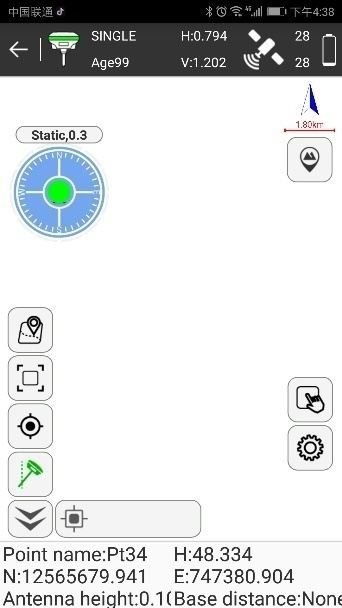 中国联通 下午4:38
SINGLE H:0.794 28
Age99 V:1.202 28
1.80km
Static,0.3
N
W E
S
Point name:Pt34 H:48.334
N:12565679.941 E:747380.904
Antenna height:0.1( Base distance:None